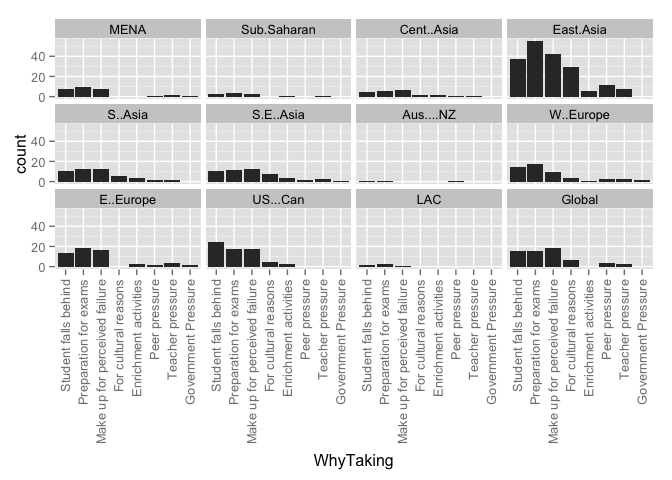 MENA Sub.Saharan Cent..Asia East.Asia
40
20
0
S..Asia S.E..Asia Aus....NZ W..Europe
40
20
0
E..Europe US...Can LAC Global
40
20
0
count
Student falls behind
Preparation for exams
Make up for perceived failure
For cultural reasons
Enrichment activities
Peer pressure
Teacher pressure
Government Pressure
Student falls behind
Preparation for exams
Make up for perceived failure
For cultural reasons
Enrichment activities
Peer pressure
Teacher pressure
Government Pressure
Student falls behind
Preparation for exams
Make up for perceived failure
For cultural reasons
Enrichment activities
Peer pressure
Teacher pressure
Government Pressure
Student falls behind
Preparation for exams
Make up for perceived failure
For cultural reasons
Enrichment activities
Peer pressure
Teacher pressure
Government Pressure
WhyTaking